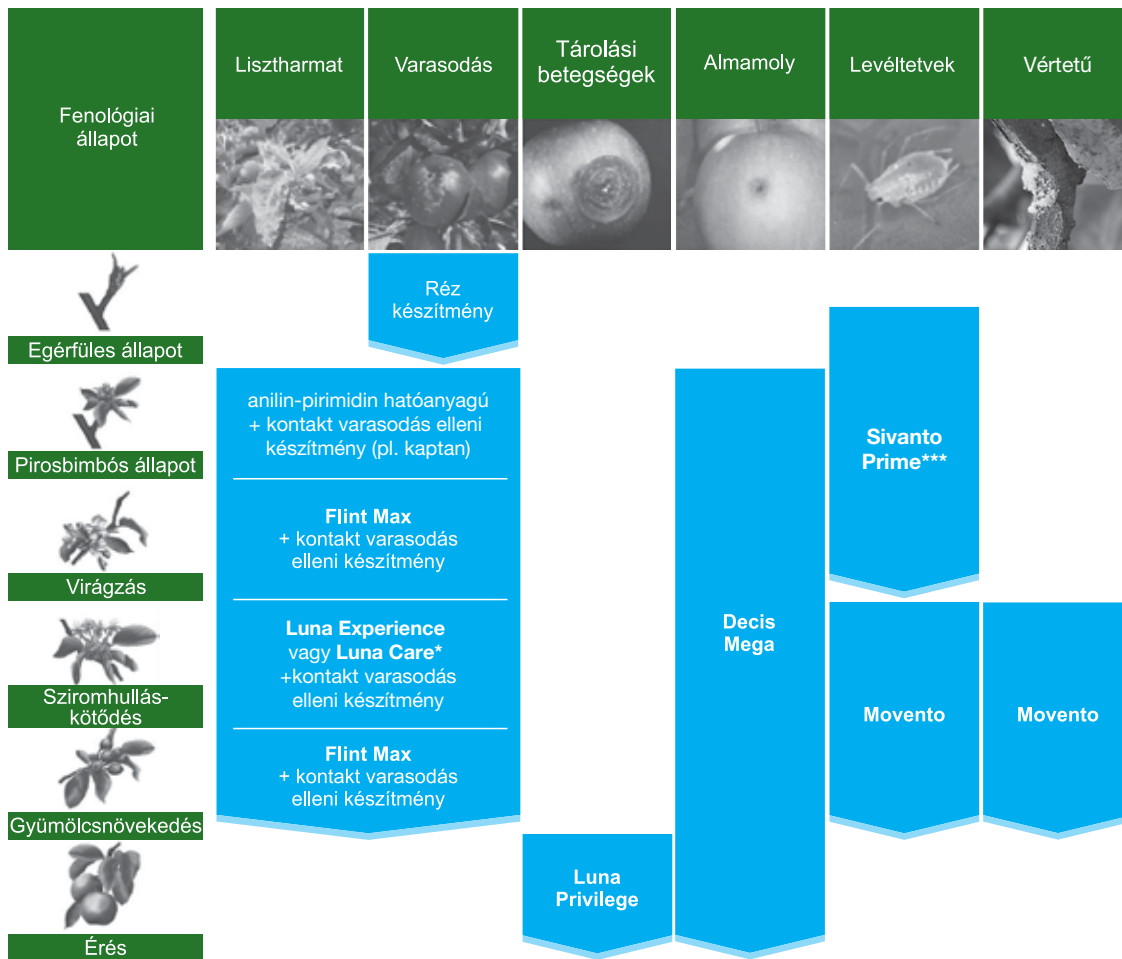 Fenológiai
állapot
Lisztharmat
Varasodás
Tárolási
betegségek
Almamoly
Levéltetvek
Vértetű
Egérfüles állapot
Réz
készítmény
Pirosbimbós állapot
anilin-pirimidin hatóanyagú
+ kontakt varasodás elleni
készítmény (pl. kaptan)
Sivanto
Prime***
Virágzás
Flint Max
+ kontakt varasodás
elleni készítmény
Decis
Mega
Sziromhullás-
kötődés
Luna Experience
vagy Luna Care*
+kontakt varasodás
elleni készítmény
Movento
Movento
Gyümölcsnövekedés
Flint Max
+ kontakt varasodás
elleni készítmény
Érés
Luna
Privilege